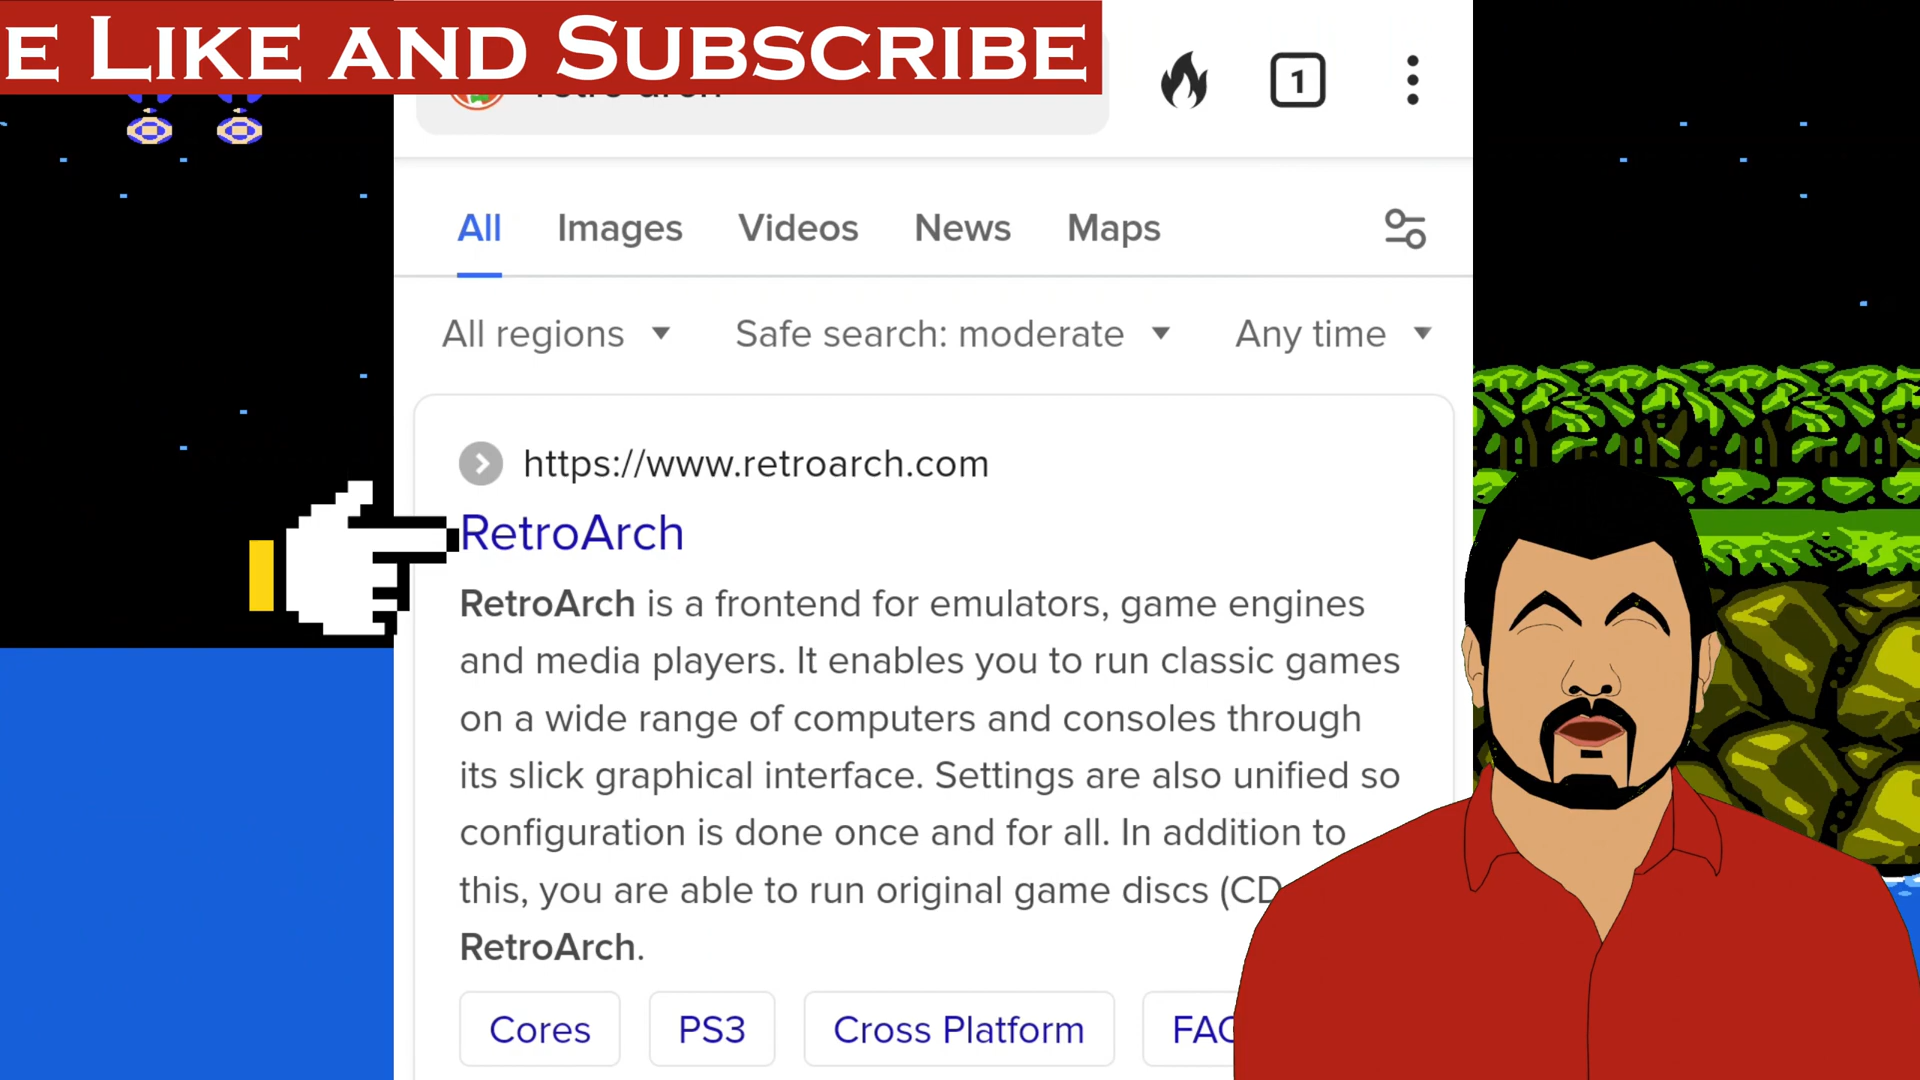 E LIKE AND SUBSCRIBE
retro arch
1
All Images Videos News Maps
All regions Safe search: moderate Any time
https://www.retroarch.com
RetroArch
RetroArch is a frontend for emulators, game engines
and media players. It enables you to run classic games
on a wide range of computers and consoles through
its slick graphical interface. Settings are also unified so
configuration is done once and for all. In addition to
this, you are able to run original game discs (CD
RetroArch.
Cores PS3 Cross Platform FAQ